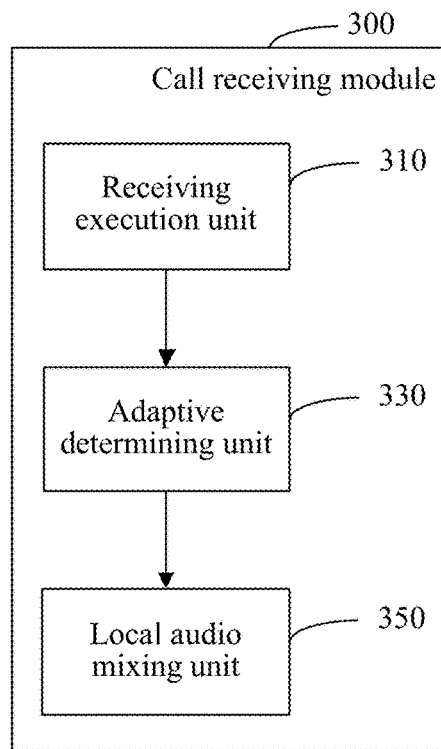 300
Call receiving module
Receiving
execution unit
310
Adaptive
determining unit
330
Local audio
mixing unit
350